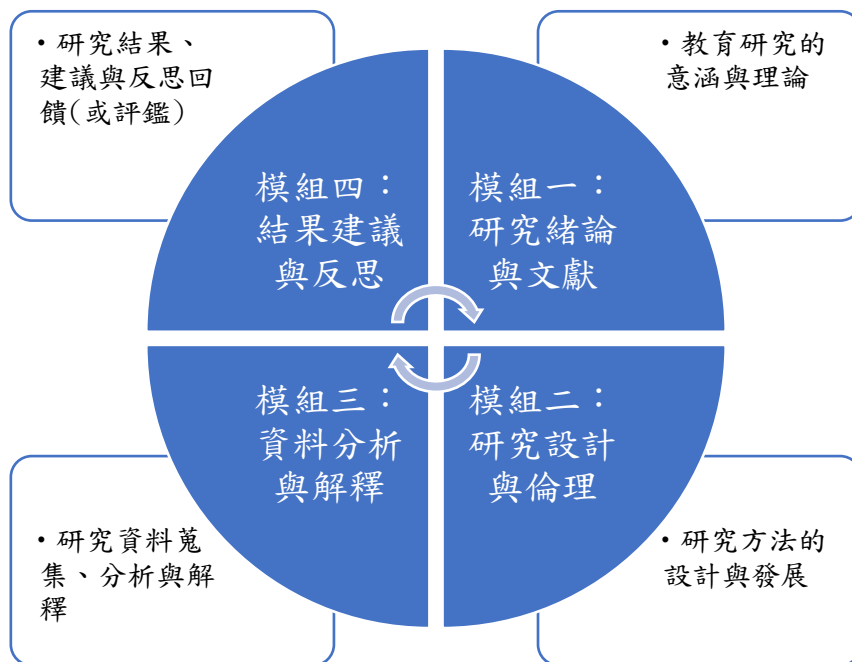 • 研究結果、
建議與反思回
饋(或評鑑)
• 教育研究的
意涵與理論
模組四：
結果建議
與反思
模組一：
研究緒論
與文獻
模組三：
資料分析
與解釋
模組二：
研究設計
與倫理
• 研究資料蒐
集、分析與解
釋
• 研究方法的
設計與發展